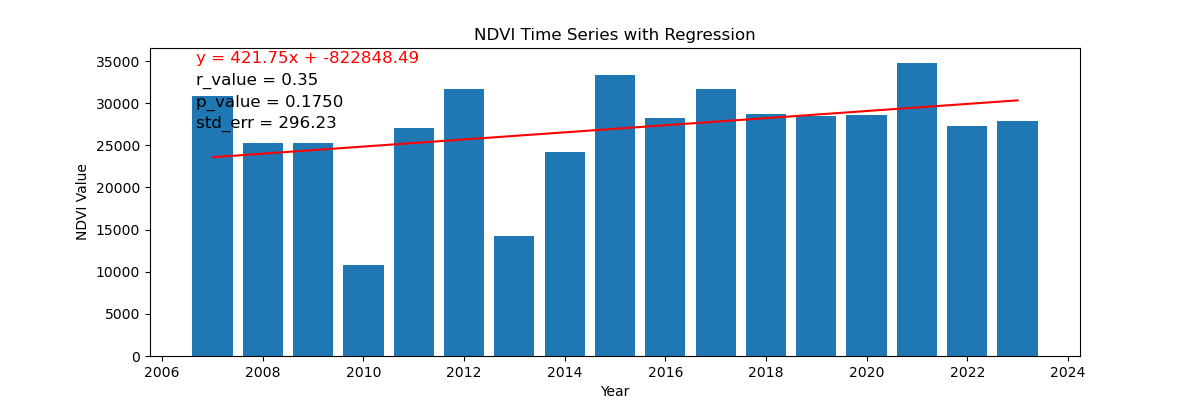 NDVI Time Series with Regression
y = 421.75x + -822848.49
r_value = 0.35
p_value = 0.1750
std_err = 296.23
35000
30000
25000
20000
15000
10000
5000
0
NDVI Value
2006 2008 2010 2012 2014 2016 2018 2020 2022 2024
Year